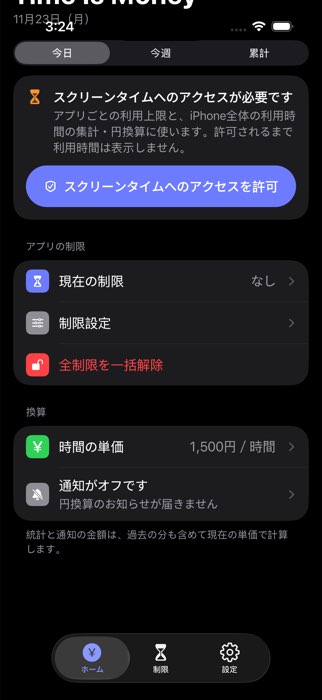 Time is Money
3:24
11月23日（月）
今日
今週
累計
スクリーンタイムへのアクセスが必要です
アプリごとの利用上限と、iPhone全体の利用時
間の集計・円換算に使います。許可されるまで
利用時間は表示しません。
スクリーンタイムへのアクセスを許可
アプリの制限
現在の制限
なし
制限設定
全制限を一括解除
換算
¥
時間の単価
1,500円 / 時間
通知がオフです
円換算のお知らせが届きません
統計と通知の金額は、過去の分も含めて現在の単価で計算
します。
¥
ホーム
制限
設定